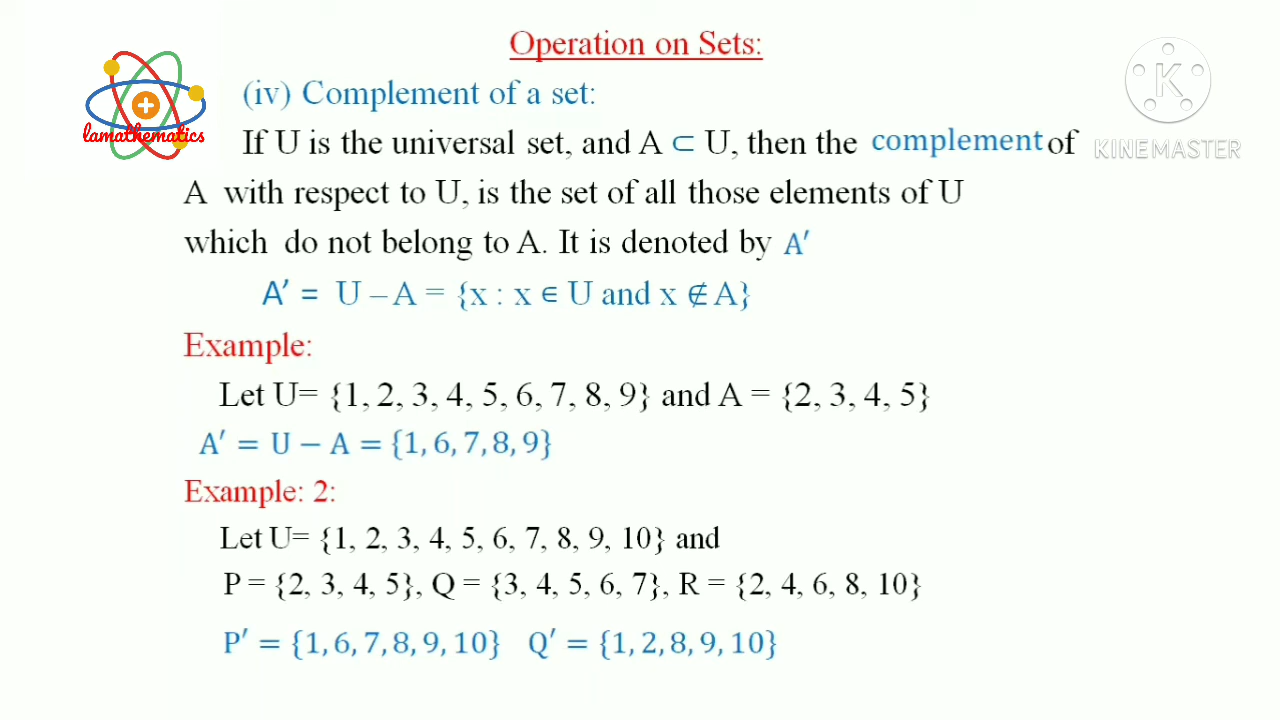 Operation on Sets:
lamathematics
K
KINEMASTER
(iv) Complement of a set:
If U is the universal set, and A ⊂ U, then the complement of
A with respect to U, is the set of all those elements of U
which do not belong to A. It is denoted by A′
A′ = U – A = {x : x ∈ U and x ∉ A}
Example:
Let U= {1, 2, 3, 4, 5, 6, 7, 8, 9} and A = {2, 3, 4, 5}
A′ = U − A = {1, 6, 7, 8, 9}
Example: 2:
Let U= {1, 2, 3, 4, 5, 6, 7, 8, 9, 10} and
P = {2, 3, 4, 5}, Q = {3, 4, 5, 6, 7}, R = {2, 4, 6, 8, 10}
P′ = {1, 6, 7, 8, 9, 10} Q′ = {1, 2, 8, 9, 10}